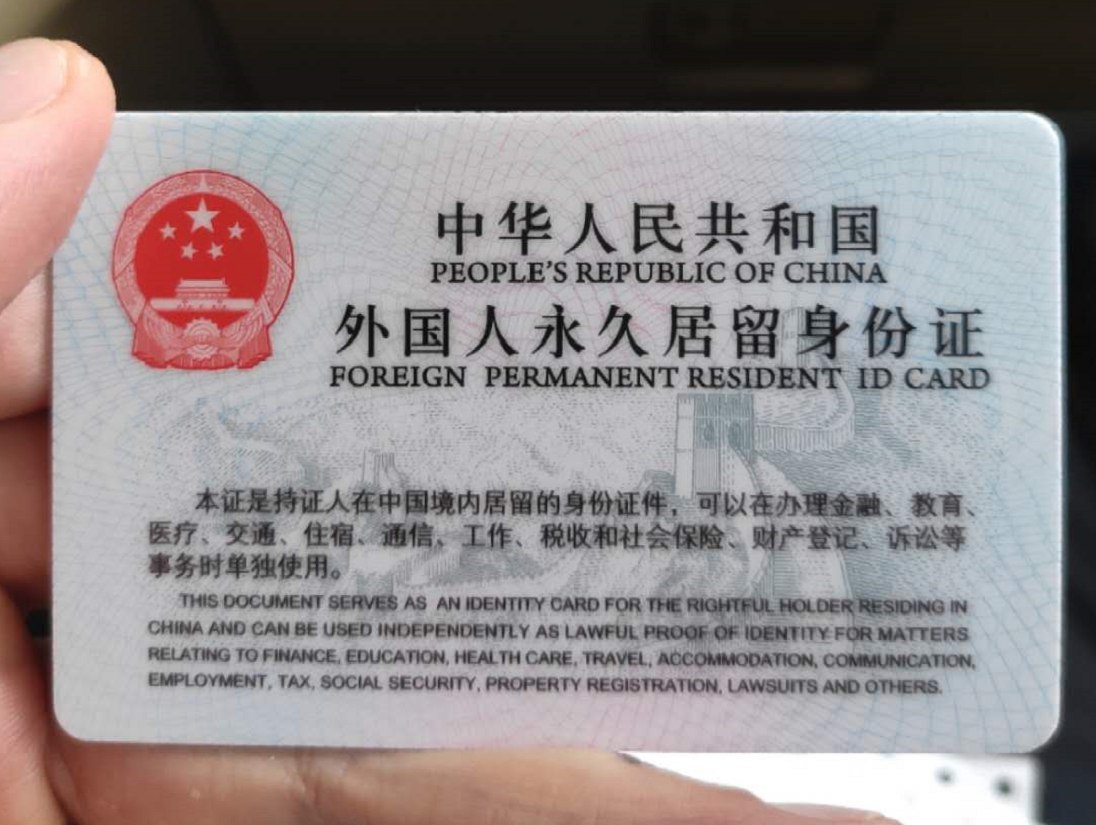 中华人民共和国
PEOPLE'S REPUBLIC OF CHINA
外国人永久居留身份证
FOREIGN PERMANENT RESIDENT ID CARD
本证是持证人在中国境内居留的身份证件，可以在办理金融、教育、
医疗、交通、住宿、通信、工作、税收和社会保险、财产登记、诉讼等
事务时单独使用。
THIS DOCUMENT SERVES AS AN IDENTITY CARD FOR THE RIGHTFUL HOLDER RESIDING IN
CHINA AND CAN BE USED INDEPENDENTLY AS LAWFUL PROOF OF IDENTITY FOR MATTERS
RELATING TO FINANCE, EDUCATION, HEALTH CARE, TRAVEL, ACCOMMODATION, COMMUNICATION,
EMPLOYMENT, TAX, SOCIAL SECURITY, PROPERTY REGISTRATION, LAWSUITS AND OTHERS.